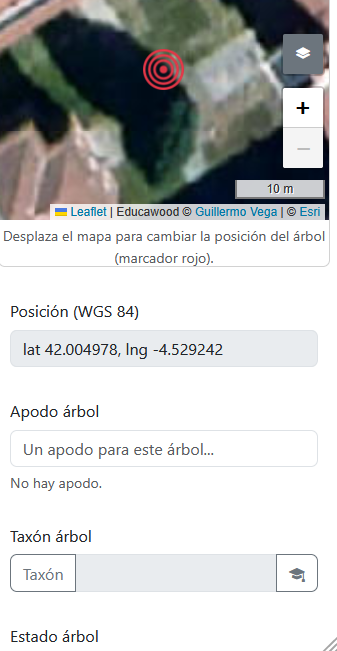 +
−
10 m
Leaflet | Educawood © Guillermo Vega | © Esri
Desplaza el mapa para cambiar la posición del árbol
(marcador rojo).
Posición (WGS 84)
lat 42.004978, lng -4.529242
Apodo árbol
Un apodo para este árbol...
No hay apodo.
Taxón árbol
Taxón
Estado árbol